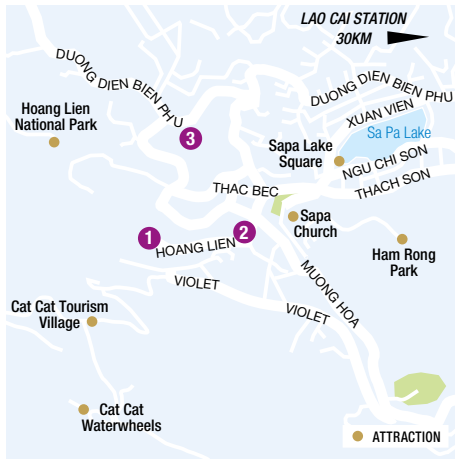 LAO CAI STATION
30KM
DUONG DIEN BIEN PHU
DUONG DIEN BIEN PHU
XUAN VIEN
Sa Pa Lake
Hoang Lien
National Park
3
Sapa Lake
Square
NGU CHI SON
THACH SON
THAC BEC
Sapa
Church
1
2
HOANG LIEN
Ham Rong
Park
MUONG HOA
VIOLET
VIOLET
Cat Cat Tourism
Village
Cat Cat
Waterwheels
ATTRACTION